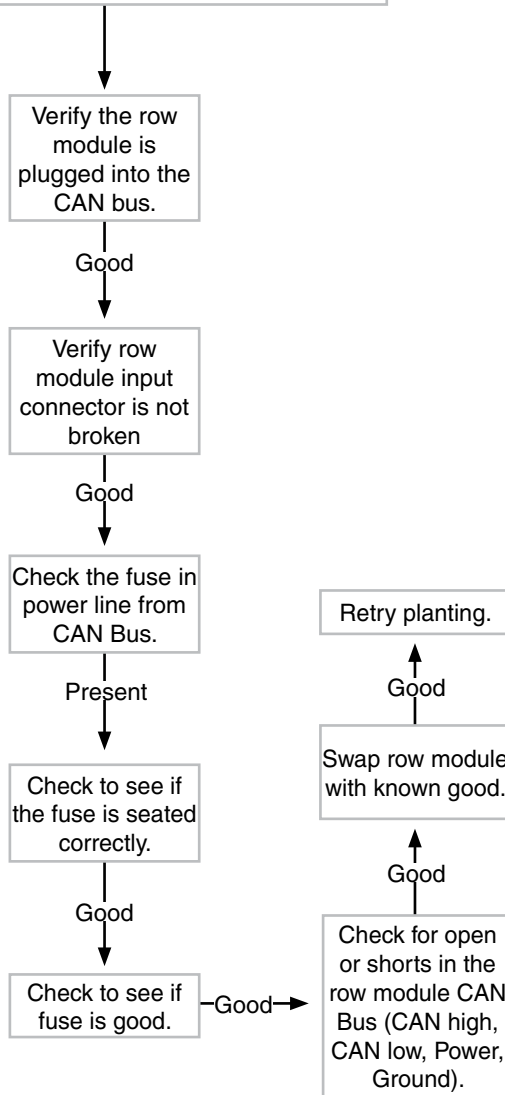 Verify the row
module is
plugged into the
CAN bus.
Good
Verify row
module input
connector is not
broken
Good
Check the fuse in
power line from
CAN Bus.
Present
Check to see if
the fuse is seated
correctly.
Good
Check to see if
fuse is good.
Good
Check for open
or shorts in the
row module CAN
Bus (CAN high,
CAN low, Power,
Ground).
Good
Swap row module
with known good.
Good
Retry planting.